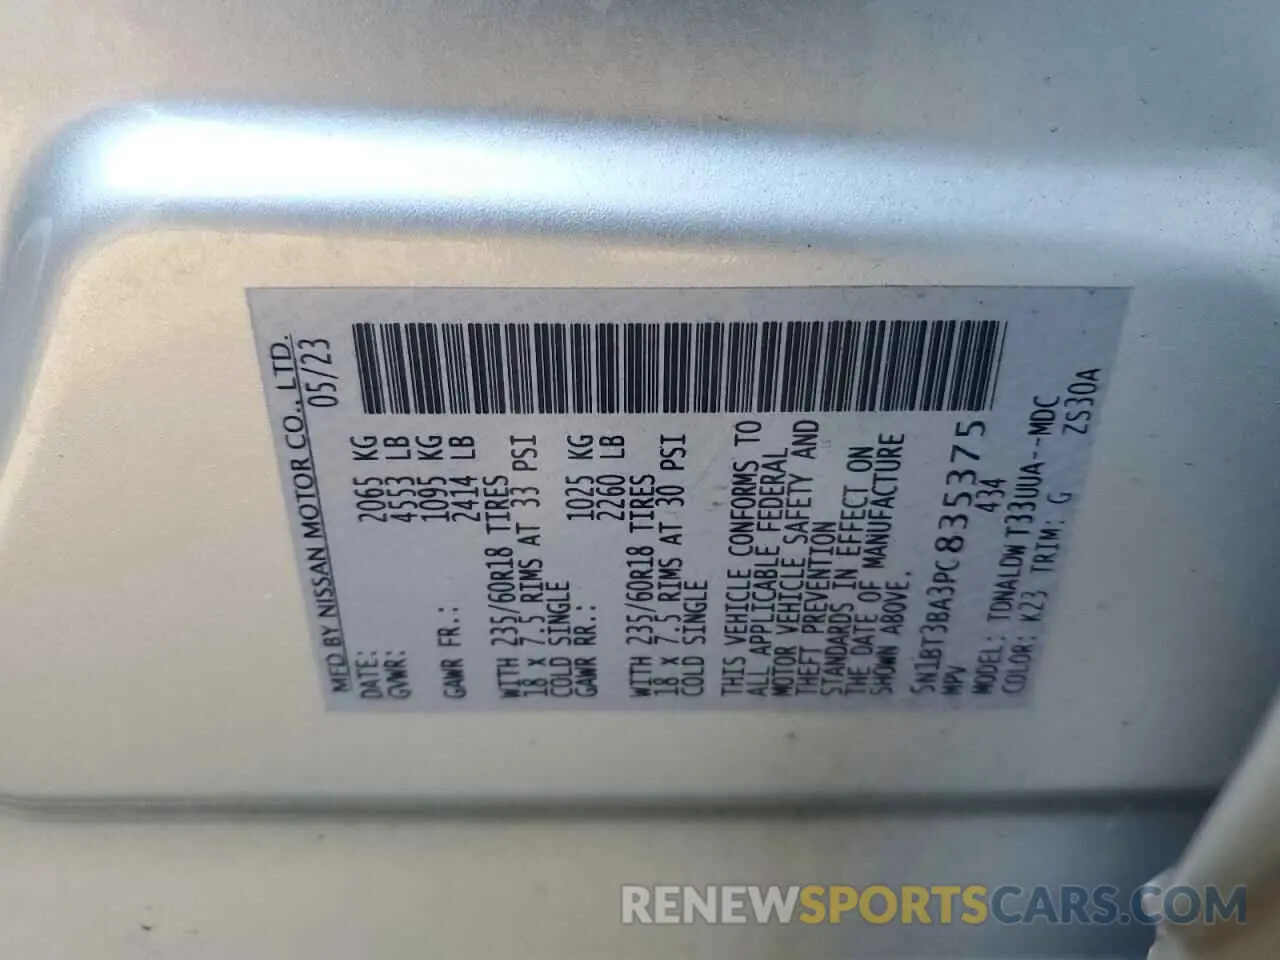 MFD BY NISSAN MOTOR CO., LTD.
DATE: 05/23
GVWR: 2065 KG
4553 LB
GAWR FR.: 1095 KG
2414 LB
WITH 235/60R18 TIRES
18 x 7.5 RIMS AT 33 PSI
COLD SINGLE
GAWR RR.: 1025 KG
2260 LB
WITH 235/60R18 TIRES
18 x 7.5 RIMS AT 30 PSI
COLD SINGLE
THIS VEHICLE CONFORMS TO
ALL APPLICABLE FEDERAL
MOTOR VEHICLE SAFETY AND
THEFT PREVENTION
STANDARDS IN EFFECT ON
THE DATE OF MANUFACTURE
SHOWN ABOVE.
5N1BT3BA3PC835375
MPV 434
MODEL: TDNALDWT33UUA--MDC
COLOR: K23 TRIM: G ZS30A
RENEWSPORTSCARS.COM